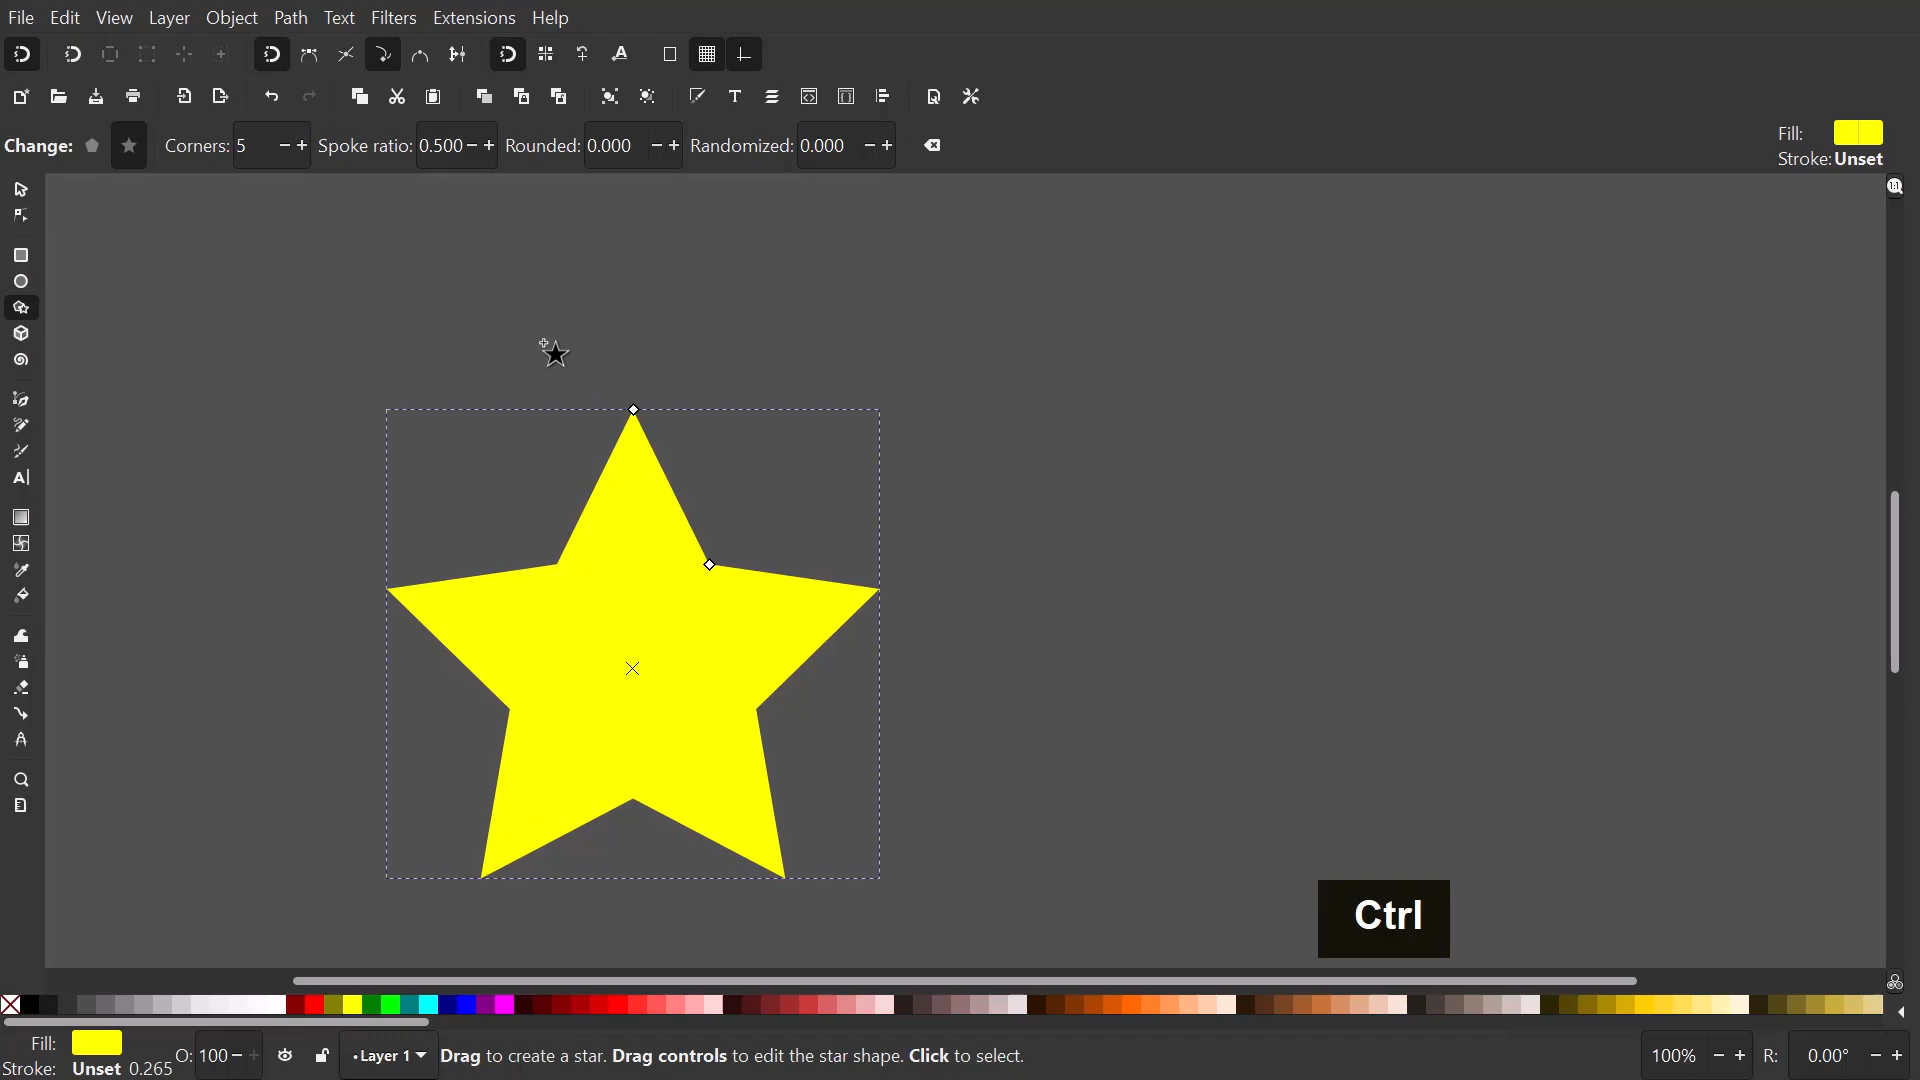 File Edit View Layer Object Path Text Filters Extensions Help
Change: Corners: 5 Spoke ratio: 0.500 Rounded: 0.000 Randomized: 0.000
Fill:
Stroke: Unset
Ctrl
Fill:
Stroke: Unset 0.265 O: 100 •Layer 1 Drag to create a star. Drag controls to edit the star shape. Click to select. 100% R: 0.00°